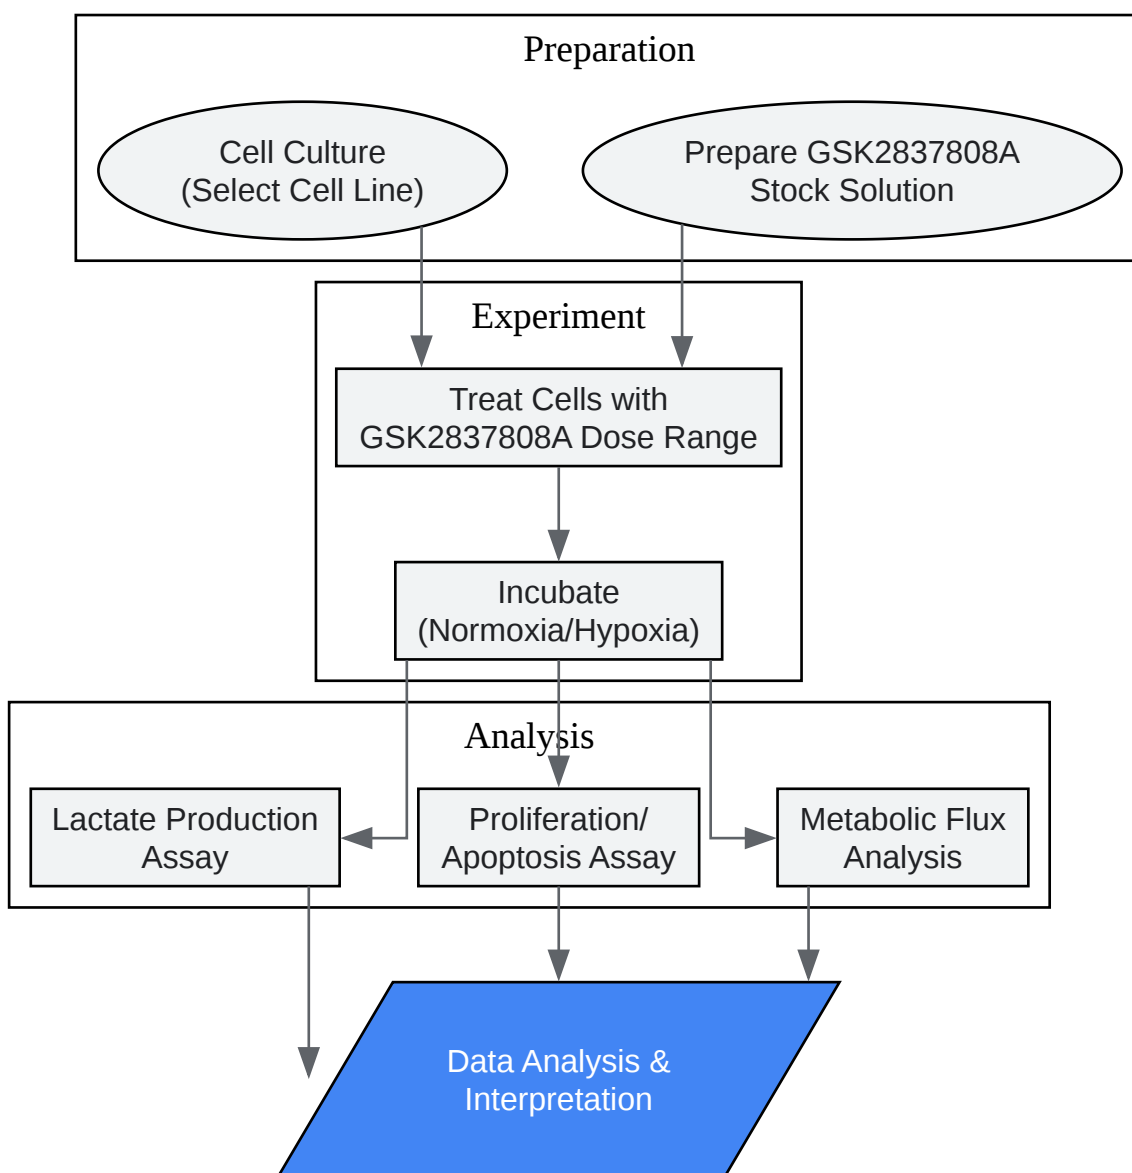 Preparation
Cell Culture
(Select Cell Line)
Prepare GSK2837808A
Stock Solution
Experiment
Treat Cells with
GSK2837808A Dose Range
Incubate
(Normoxia/Hypoxia)
Analysis
Lactate Production
Assay
Proliferation/
Apoptosis Assay
Metabolic Flux
Analysis
Data Analysis &
Interpretation